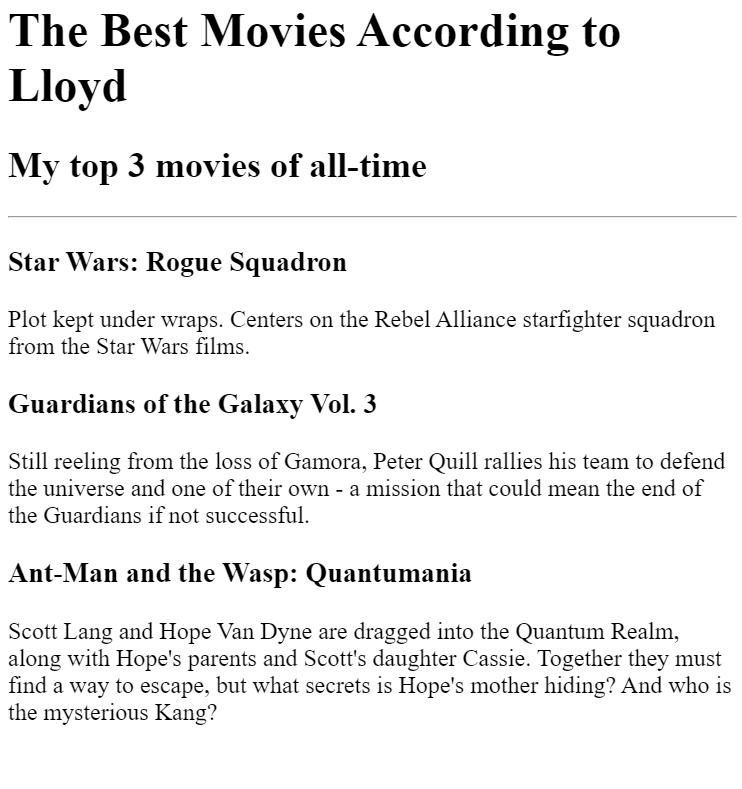 The Best Movies According to
Lloyd
My top 3 movies of all-time
Star Wars: Rogue Squadron
Plot kept under wraps. Centers on the Rebel Alliance starfighter squadron
from the Star Wars films.
Guardians of the Galaxy Vol. 3
Still reeling from the loss of Gamora, Peter Quill rallies his team to defend
the universe and one of their own - a mission that could mean the end of
the Guardians if not successful.
Ant-Man and the Wasp: Quantumania
Scott Lang and Hope Van Dyne are dragged into the Quantum Realm,
along with Hope's parents and Scott's daughter Cassie. Together they must
find a way to escape, but what secrets is Hope's mother hiding? And who is
the mysterious Kang?